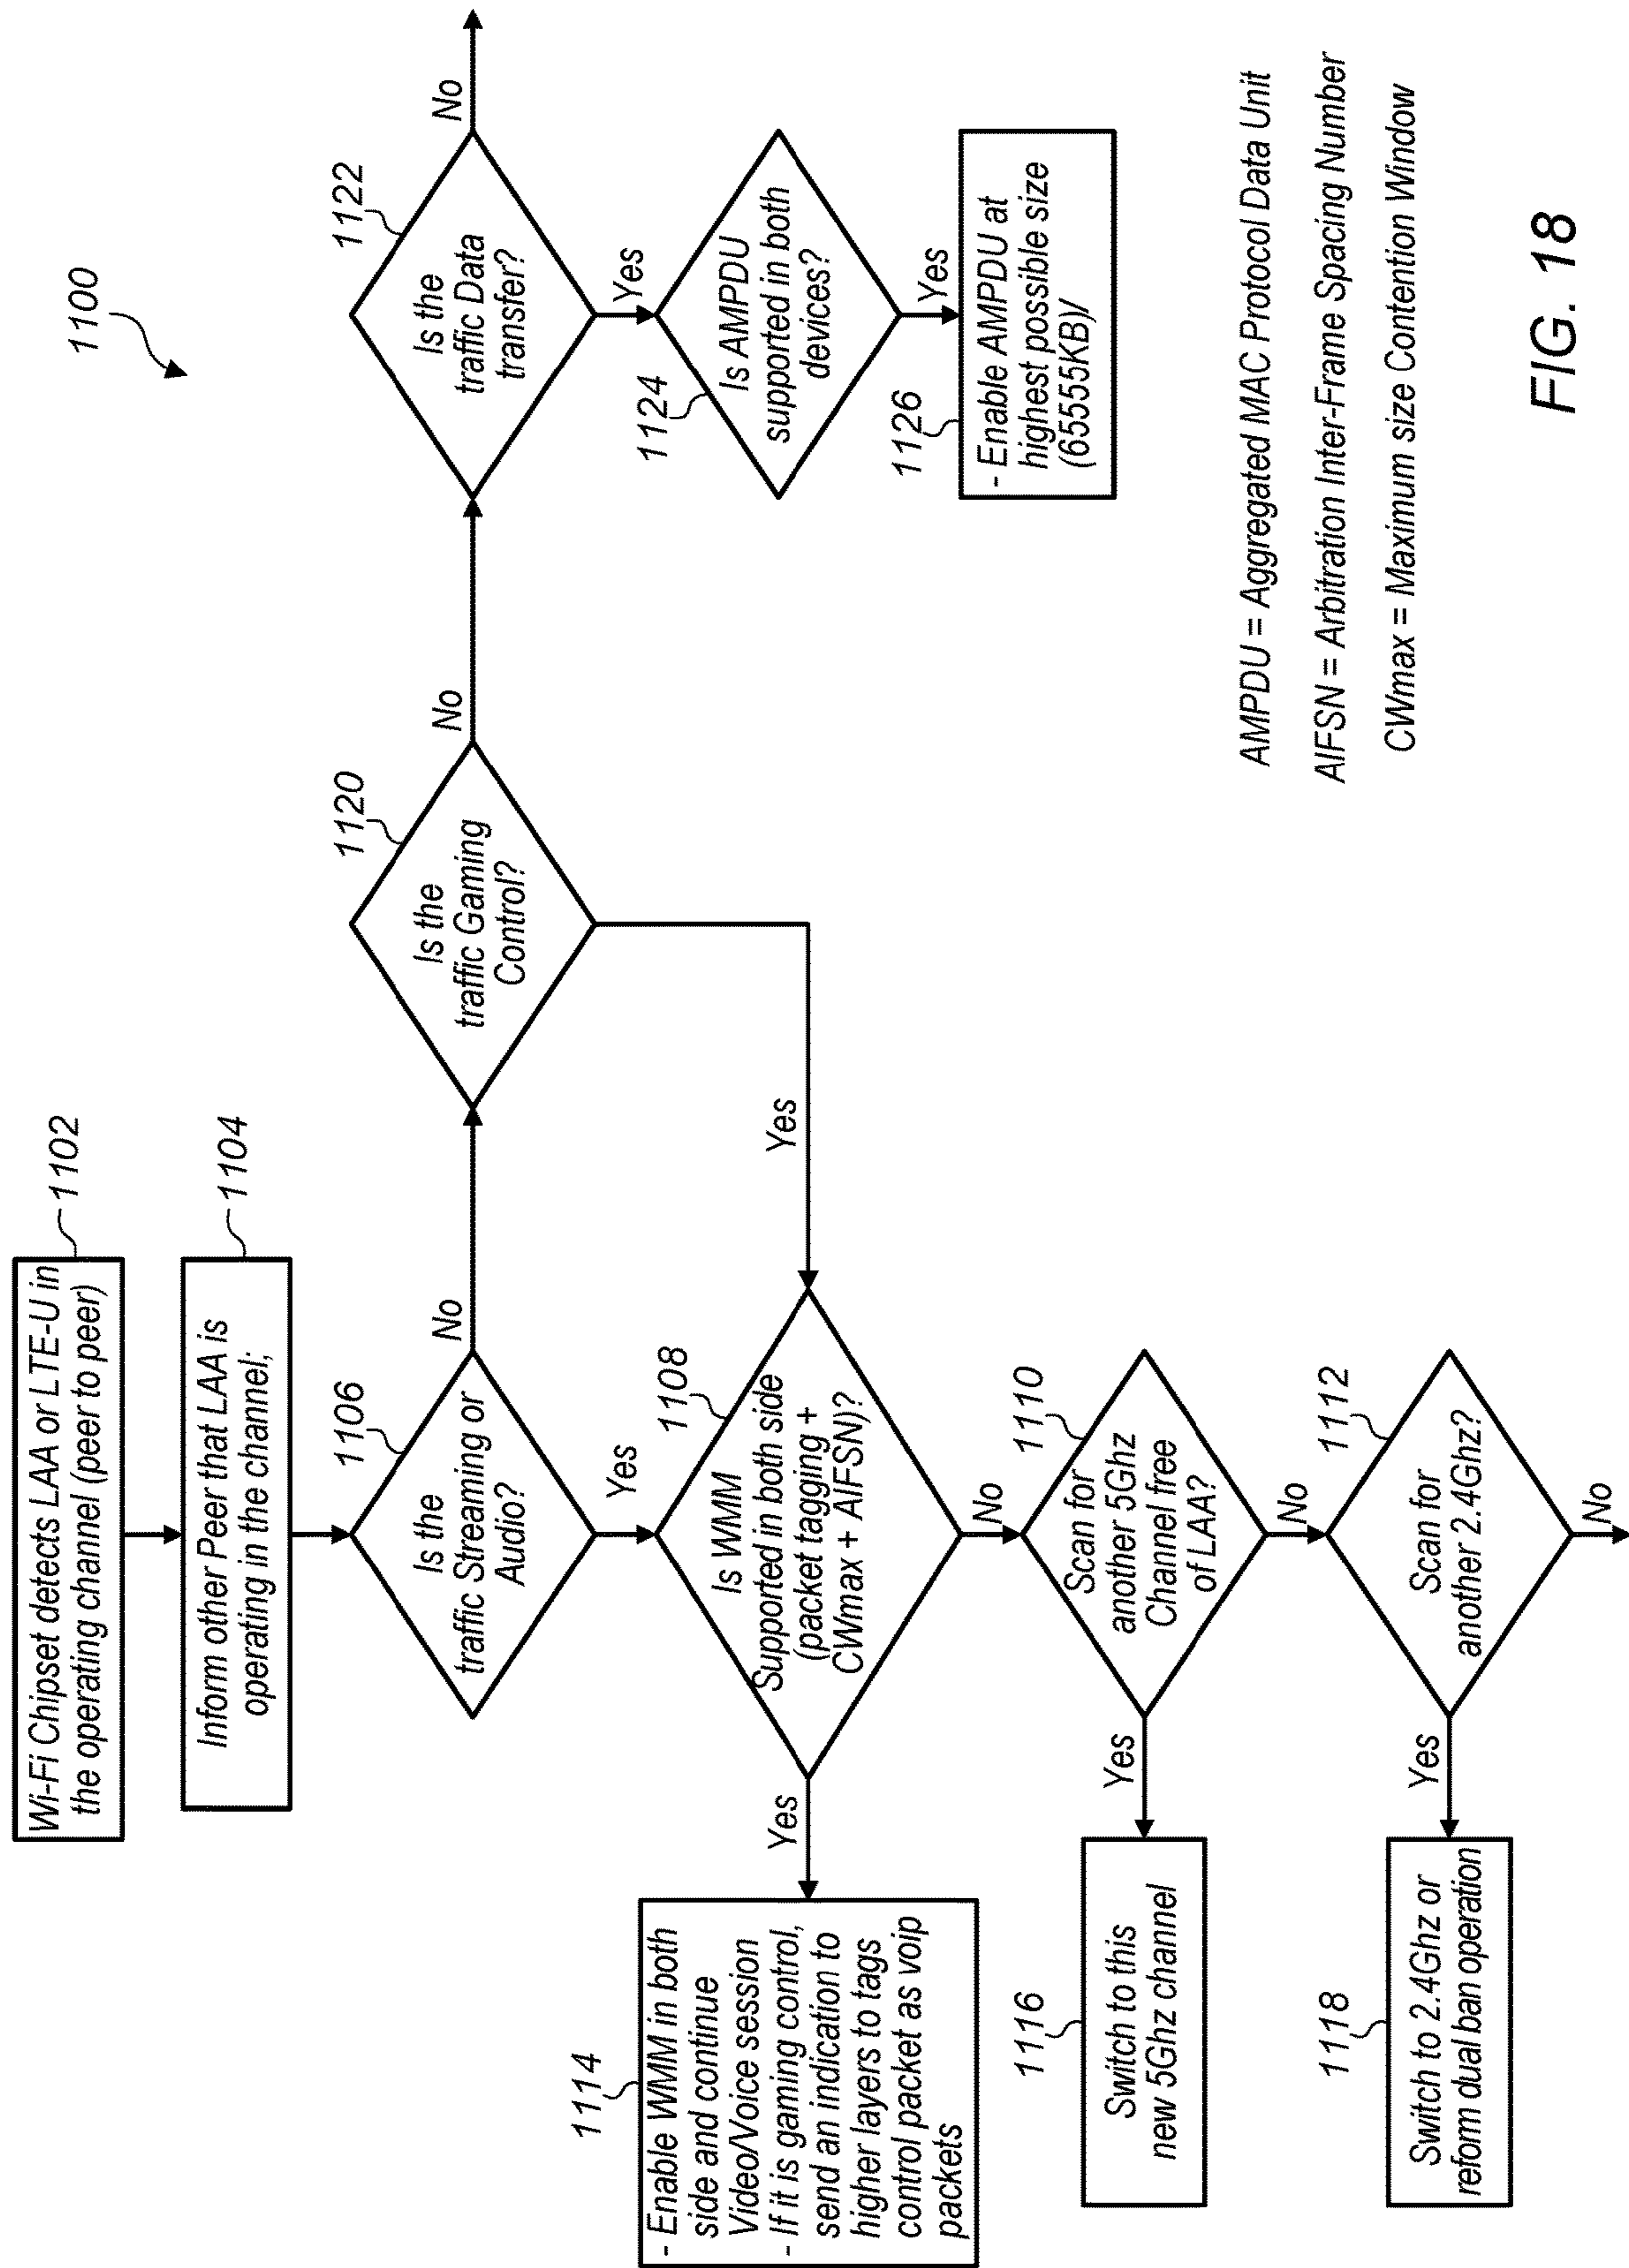 1100
1102
Wi-Fi Chipset detects LAA or LTE-U in
the operating channel (peer to peer)
1104
Inform other Peer that LAA is
operating in the channel;
1106
Is the
traffic Streaming or
Audio?
No
Yes
1120
Is the
traffic Gaming
Control?
No
Yes
1122
Is the
traffic Data
transfer?
No
Yes
1124
Is AMPDU
supported in both
devices?
Yes
1126
- Enable AMPDU at
highest possible size
(65555KB)/
1108
Is WMM
Supported in both side
(packet tagging +
CWmax + AIFSN)?
Yes
No
1114
- Enable WMM in both
side and continue
Video/Voice session
- If it is gaming control,
send an indication to
higher layers to tags
control packet as voip
packets
1110
Scan for
another 5Ghz
Channel free
of LAA?
Yes
No
1116
Switch to this
new 5Ghz channel
1112
Scan for
another 2.4Ghz?
Yes
No
1118
Switch to 2.4Ghz or
reform dual ban operation
AMPDU = Aggregated MAC Protocol Data Unit
AIFSN = Arbitration Inter-Frame Spacing Number
CWmax = Maximum size Contention Window
FIG. 18